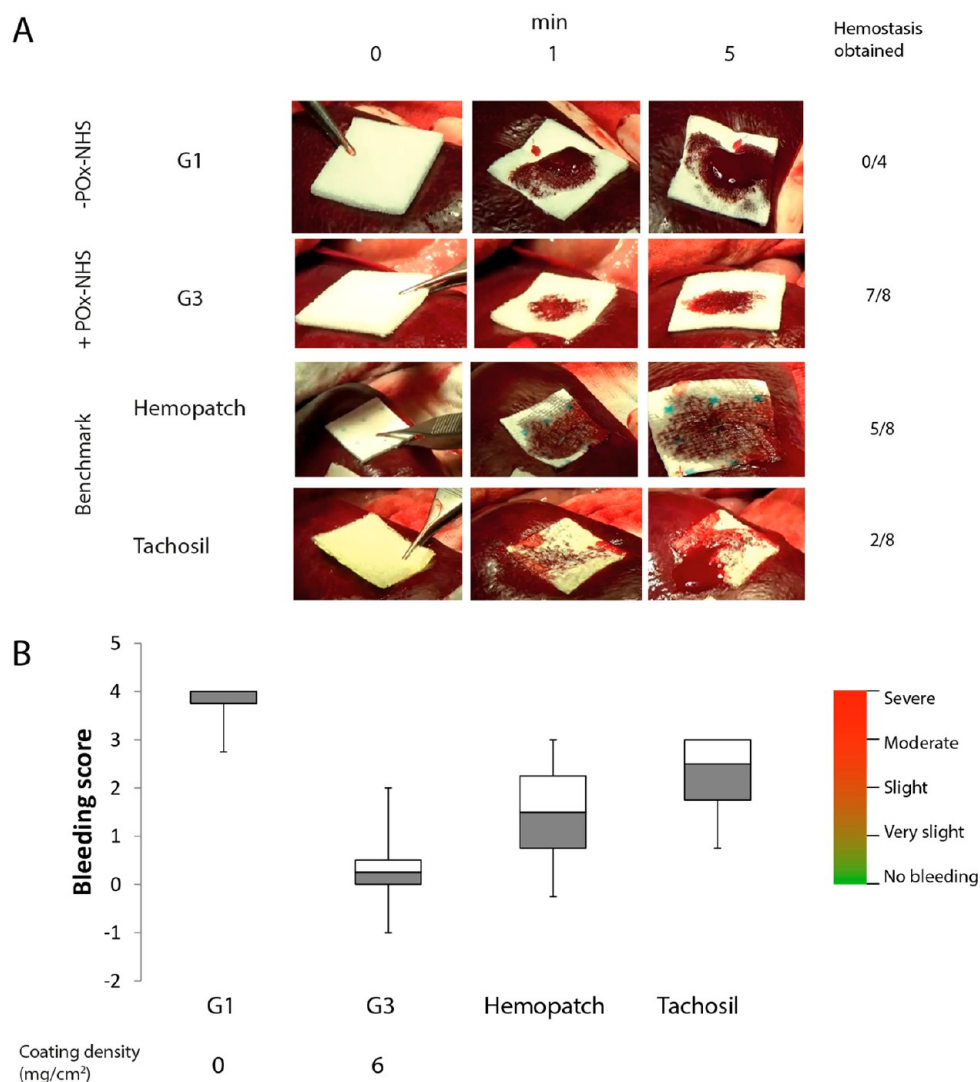 A
min
0 1 5
Hemostasis
obtained
-POx-NHS
G1
0/4
+ POx-NHS
G3
7/8
Benchmark
Hemopatch
5/8
Tachosil
2/8
B
Bleeding score
5
4
3
2
1
0
-1
-2
Severe
Moderate
Slight
Very slight
No bleeding
G1 G3 Hemopatch Tachosil
Coating density
(mg/cm²)
0 6